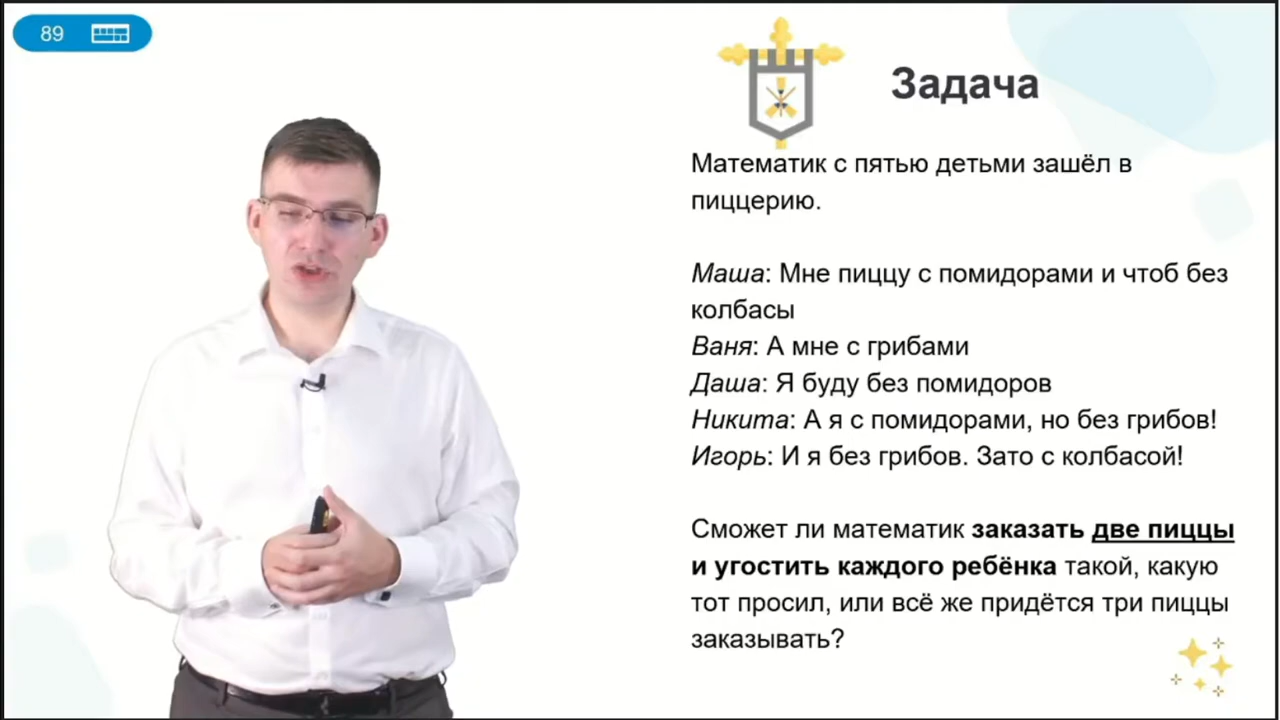 89
Задача
Математик с пятью детьми зашёл в
пиццерию.
Маша: Мне пиццу с помидорами и чтоб без
колбасы
Ваня: А мне с грибами
Даша: Я буду без помидоров
Никита: А я с помидорами, но без грибов!
Игорь: И я без грибов. Зато с колбасой!
Сможет ли математик заказать две пиццы
и угостить каждого ребёнка такой, какую
тот просил, или всё же придётся три пиццы
заказывать?